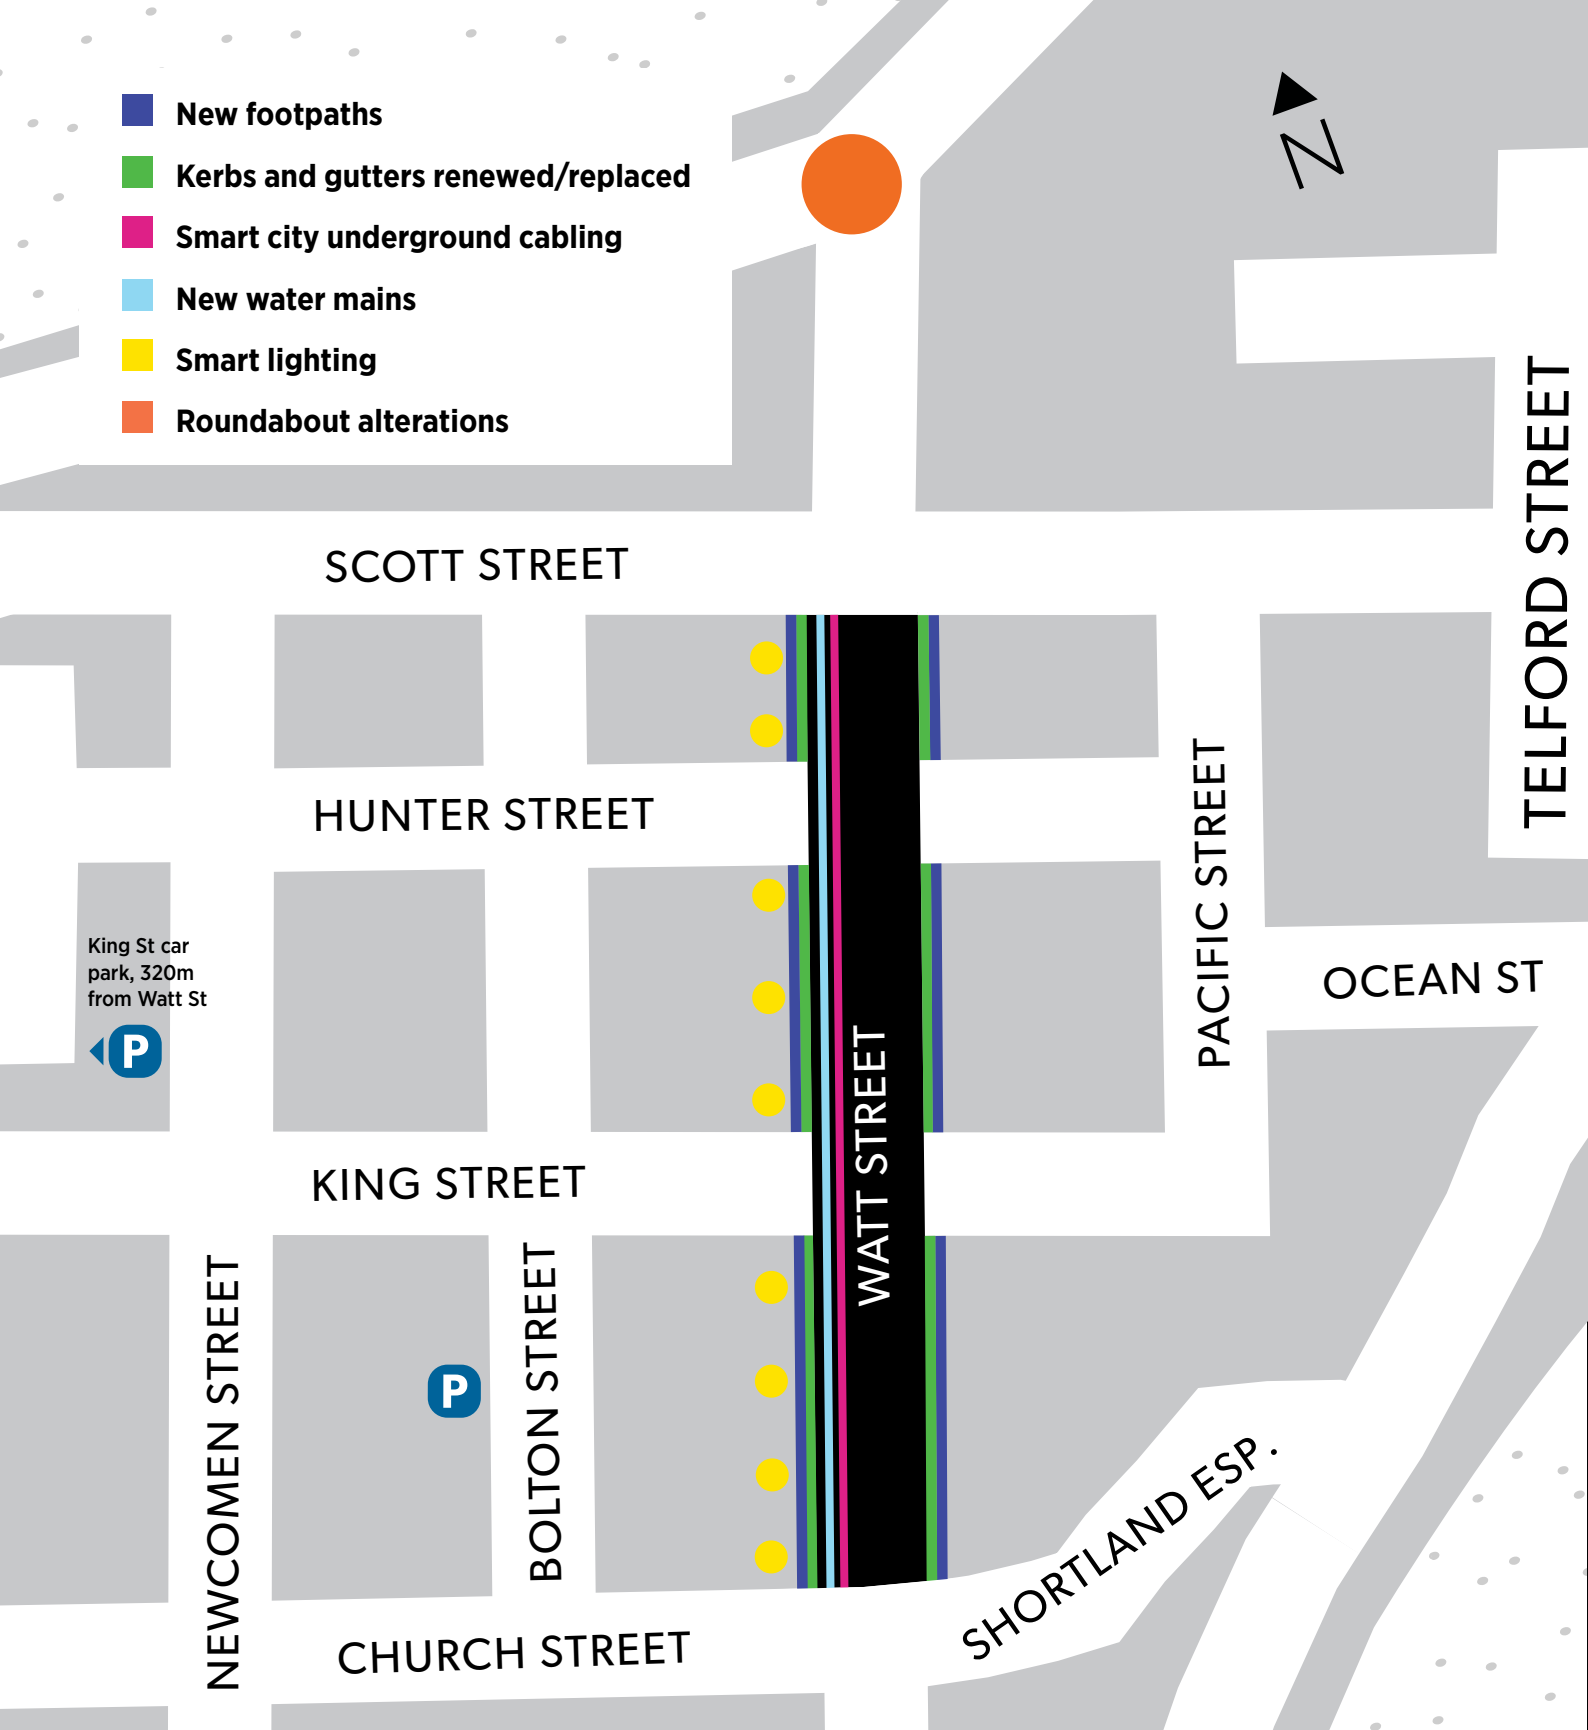 New footpaths
Kerbs and gutters renewed/replaced
Smart city underground cabling
New water mains
Smart lighting
Roundabout alterations
N
SCOTT STREET
TELFORD STREET
HUNTER STREET
PACIFIC STREET
King St car
park, 320m
from Watt St
P
OCEAN ST
WATT STREET
KING STREET
NEWCOMEN STREET
P
BOLTON STREET
SHORTLAND ESP.
CHURCH STREET